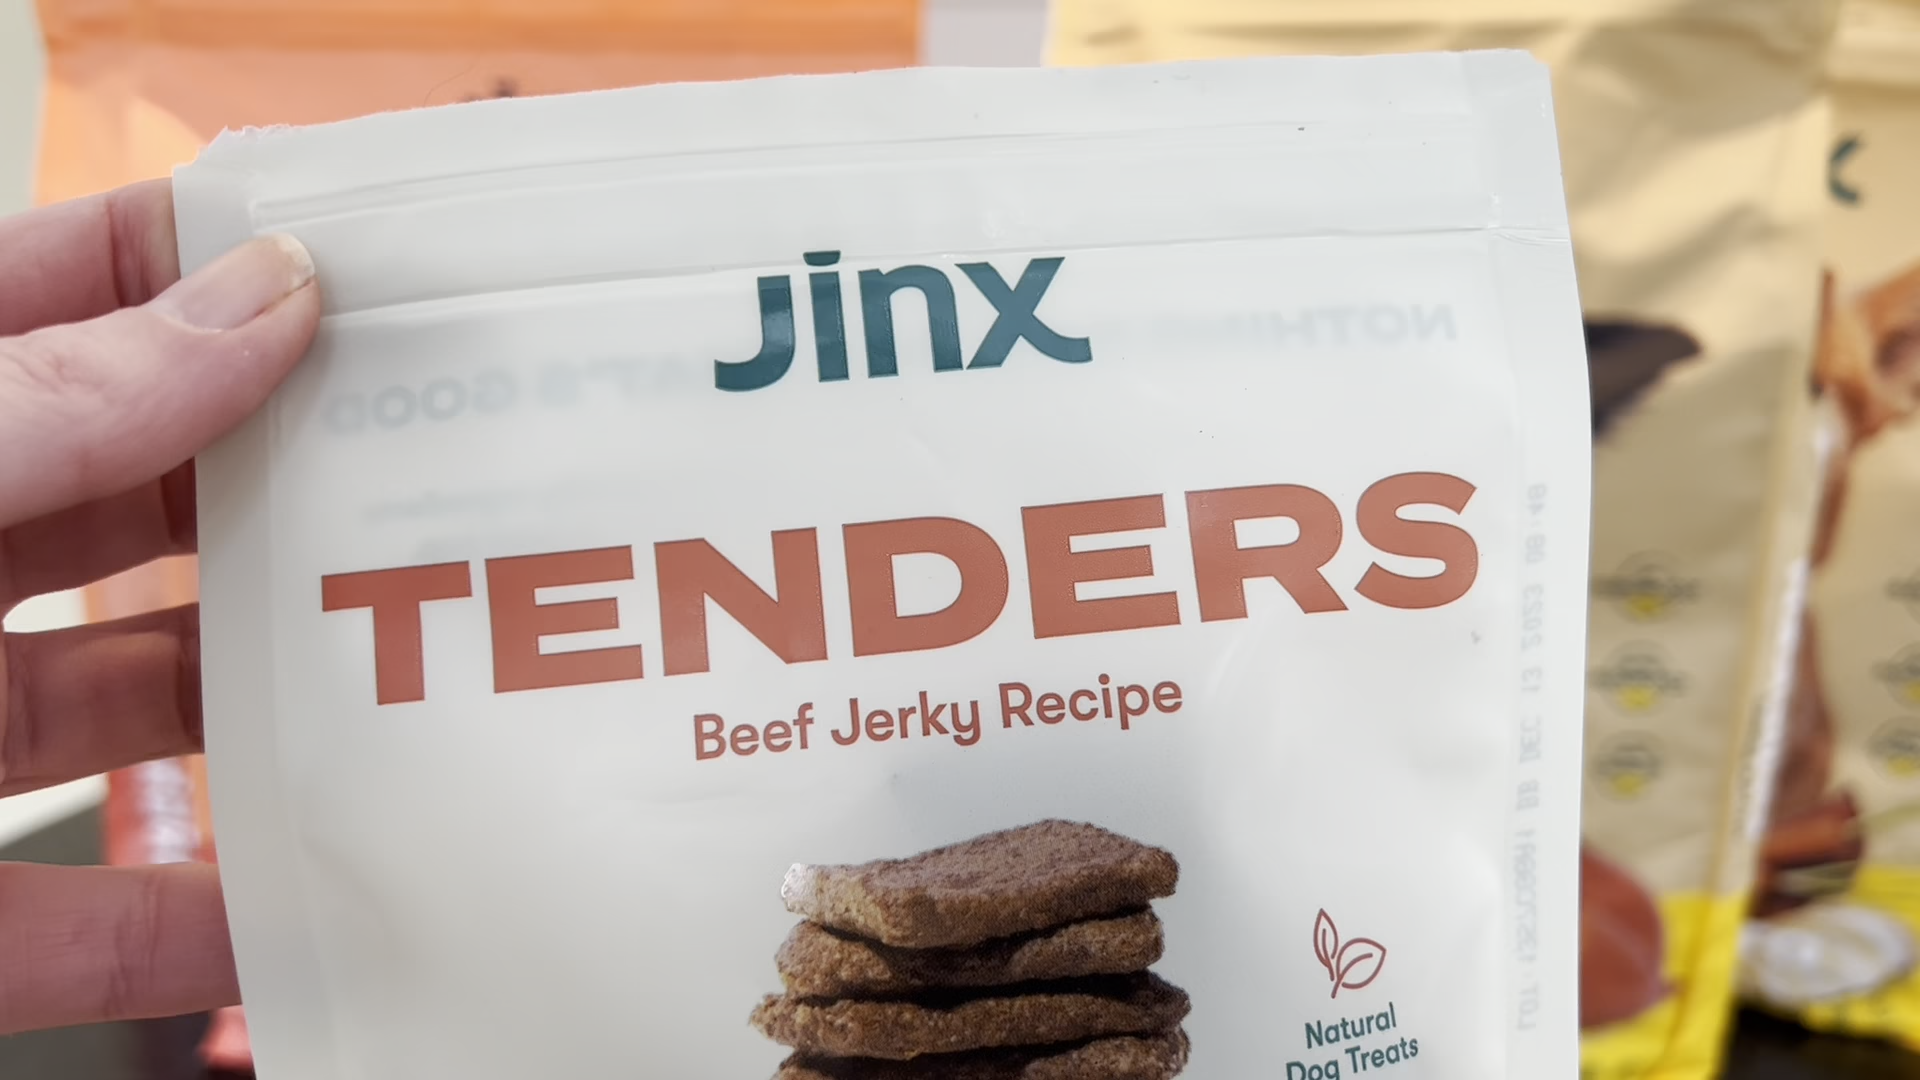 Jinx
TENDERS
Beef Jerky Recipe
Natural
Dog Treats